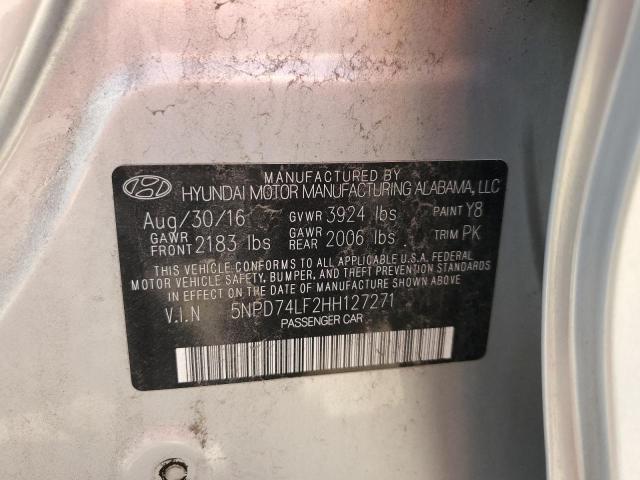 MANUFACTURED BY
HYUNDAI MOTOR MANUFACTURING ALABAMA, LLC
Aug/30/16 GVWR 3924 lbs PAINT Y8
GAWR FRONT 2183 lbs GAWR REAR 2006 lbs TRIM PK
THIS VEHICLE CONFORMS TO ALL APPLICABLE U.S.A. FEDERAL
MOTOR VEHICLE SAFETY, BUMPER, AND THEFT PREVENTION STANDARDS
IN EFFECT ON THE DATE OF MANUFACTURE SHOWN ABOVE
V.I.N 5NPD74LF2HH127271
PASSENGER CAR